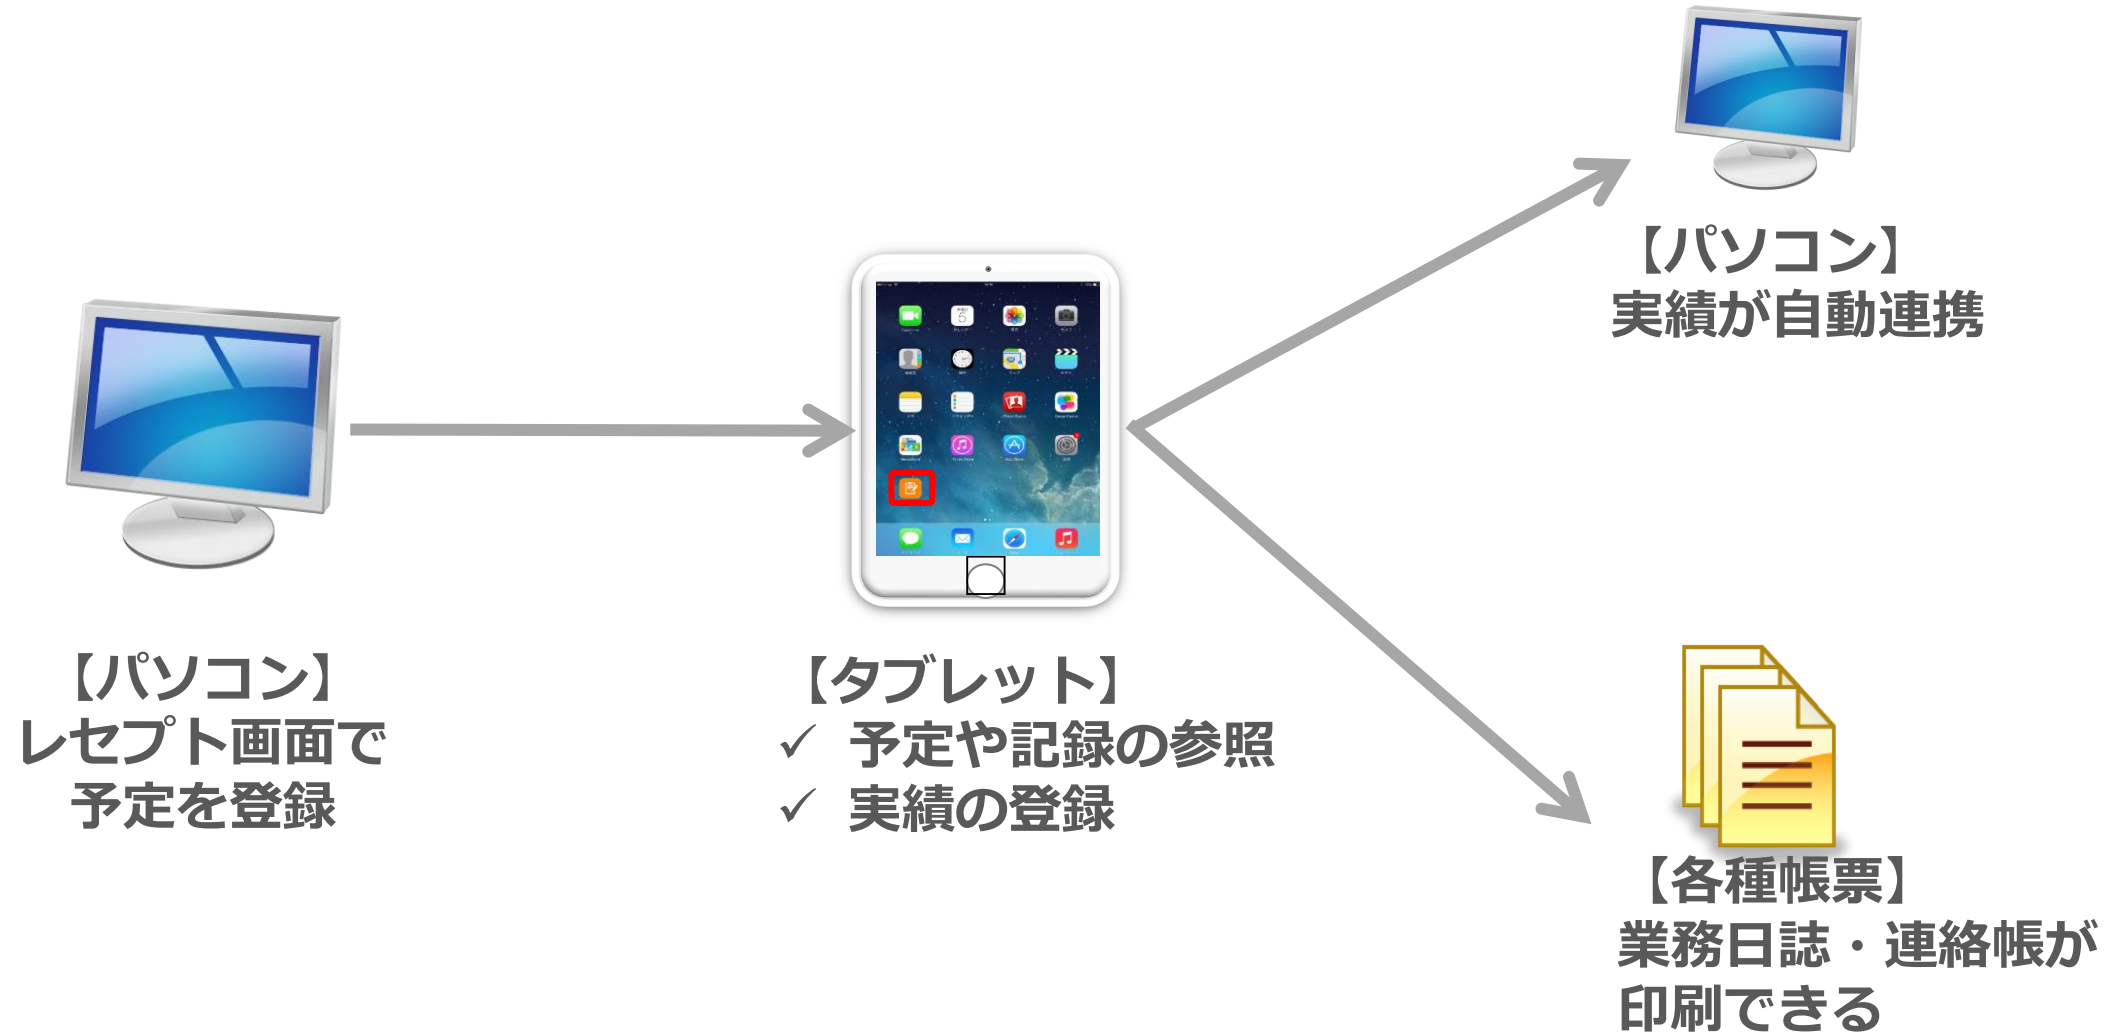 【パソコン】
レセプト画面で
予定を登録
【タブレット】
✓ 予定や記録の参照
✓ 実績の登録
【パソコン】
実績が自動連携
【各種帳票】
業務日誌・連絡帳が
印刷できる